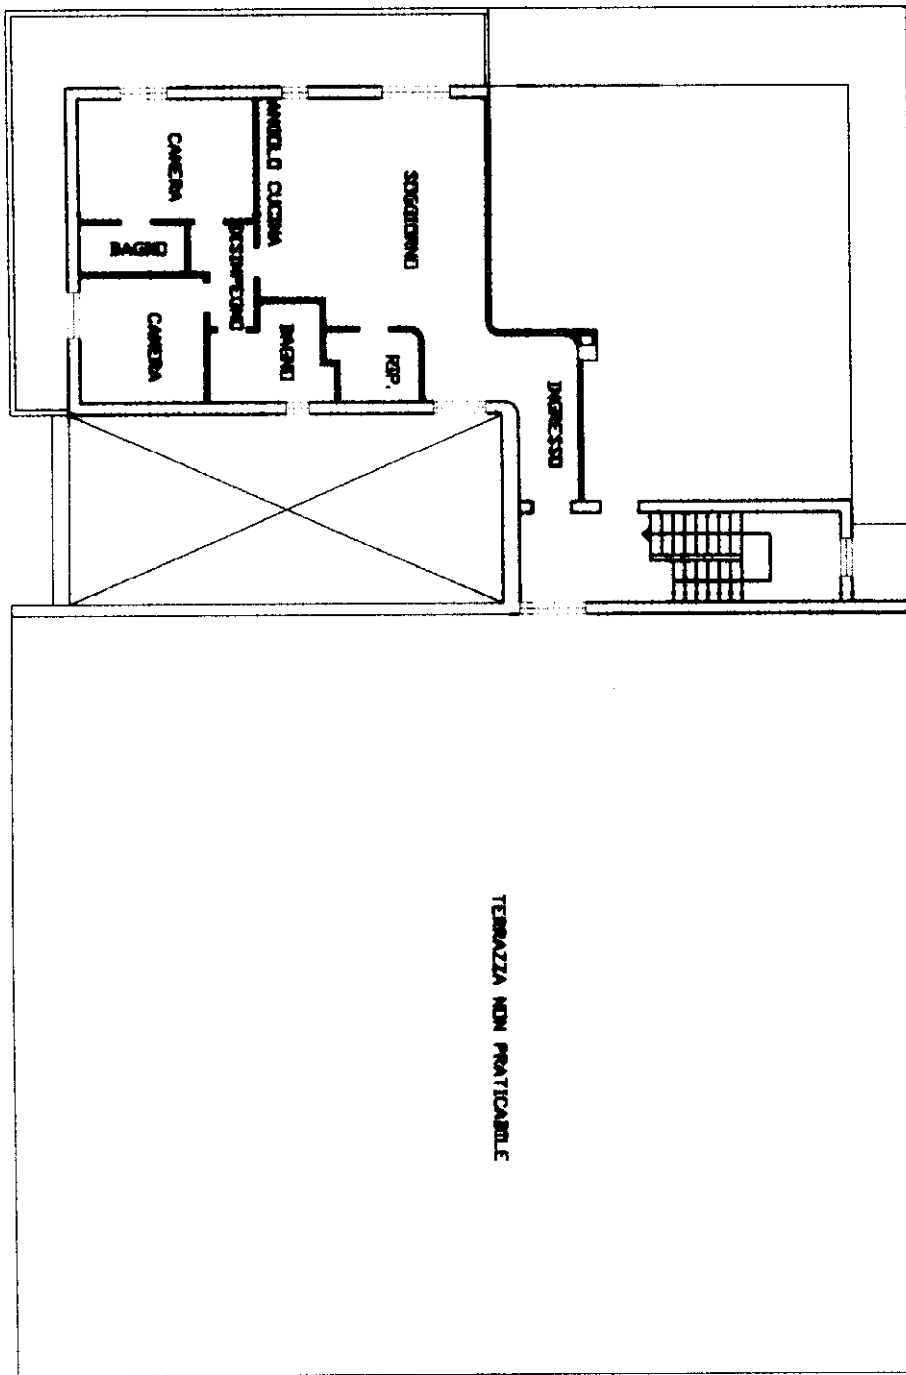 CAMERA
ANGOLO CUCINA
SOGGIORNO
BAGNO
DISIMPEGNO
CAMERA
BAGNO
RIP.
INGRESSO
TERRAZZA NON PRATICABILE